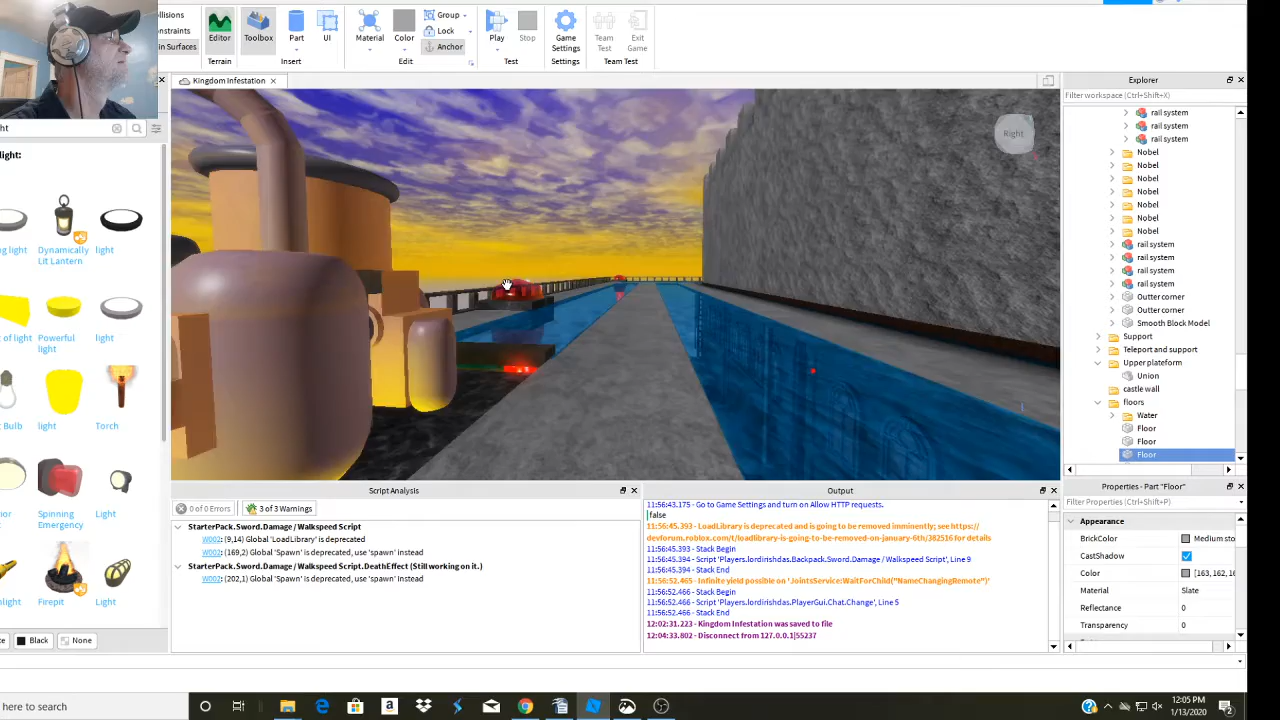 ollisions
onstraints
in Surfaces
Editor
Terrain
Toolbox
Part
UI
Insert
Material
Color
Group
Lock
Anchor
Edit
Play
Stop
Test
Game
Settings
Settings
Team
Test
Exit
Game
Team Test
Kingdom Infestation
ht
light:
ng light
Dynamically
Lit Lantern
light
of light
Powerful
light
light
Bulb
light
Torch
Spinning
Emergency
Light
Firepit
Light
Black
None
Right
Explorer
Filter workspace (Ctrl+Shift+X)
rail system
rail system
rail system
Nobel
Nobel
Nobel
Nobel
Nobel
Nobel
Nobel
rail system
rail system
rail system
rail system
Outter corner
Outter corner
Smooth Block Model
Support
Teleport and support
Upper plateform
Union
castle wall
floors
Water
Floor
Floor
Floor
Properties - Part "Floor"
Filter Properties (Ctrl+Shift+P)
Appearance
BrickColor Medium sto
CastShadow
Color [163, 162, 16
Material Slate
Reflectance 0
Transparency 0
Script Analysis
0 of 0 Errors
3 of 3 Warnings
StarterPack.Sword.Damage / Walkspeed Script
W002: (9,14) Global 'LoadLibrary' is deprecated
W002: (169,2) Global 'Spawn' is deprecated, use 'spawn' instead
StarterPack.Sword.Damage / Walkspeed Script.DeathEffect (Still working on it.)
W002: (202,1) Global 'Spawn' is deprecated, use 'spawn' instead
Output
11:56:43.175 - Go to Game Settings and turn on Allow HTTP requests.
false
11:56:45.393 - LoadLibrary is deprecated and is going to be removed imminently; see https://
devforum.roblox.com/t/loadlibrary-is-going-to-be-removed-on-january-6th/382516 for details
11:56:45.393 - Stack Begin
11:56:45.394 - Script 'Players.lordirishdas.Backpack.Sword.Damage / Walkspeed Script', Line 9
11:56:45.394 - Stack End
11:56:52.465 - Infinite yield possible on 'JointsService:WaitForChild("NameChangingRemote")'
11:56:52.466 - Stack Begin
11:56:52.466 - Script 'Players.lordirishdas.PlayerGui.Chat.Change', Line 5
11:56:52.466 - Stack End
12:02:31.223 - Kingdom Infestation was saved to file
12:04:33.802 - Disconnect from 127.0.0.1|55237
here to search
12:05 PM
1/13/2020
2